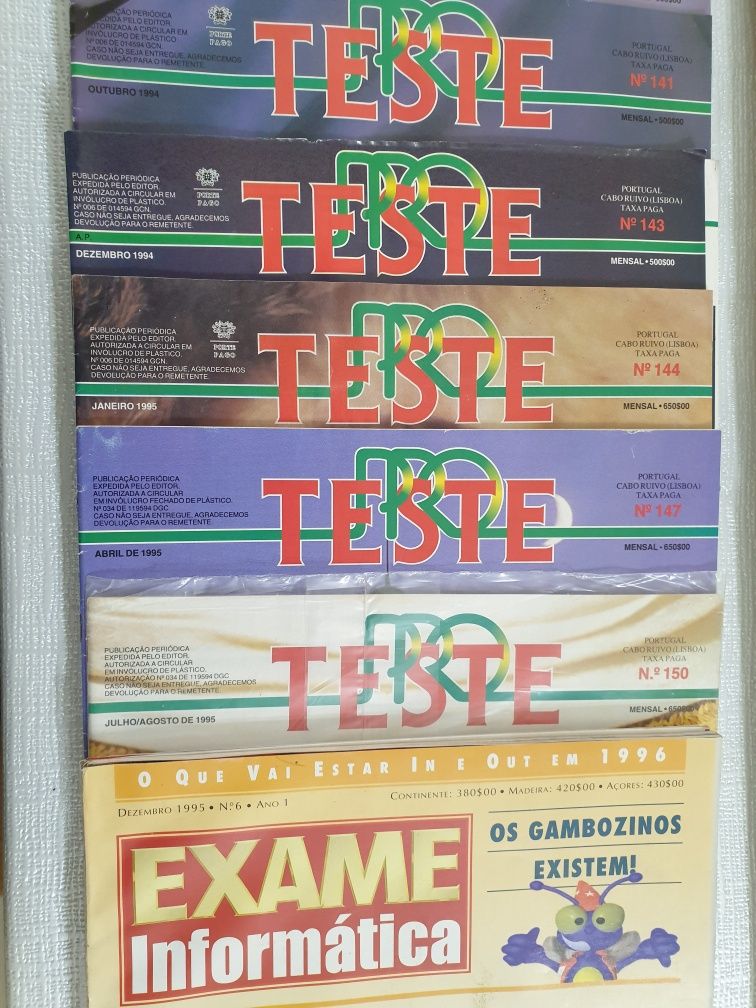 PUBLICAÇÃO PERIÓDICA
EXPEDIDA PELO EDITOR.
AUTORIZADA A CIRCULAR EM
INVÓLUCRO DE PLÁSTICO.
Nº 006 DE 014594 GCN.
CASO NÃO SEJA ENTREGUE, AGRADECEMOS
DEVOLUÇÃO PARA O REMETENTE.
PORTE
PAGO
PRO
TESTE
PORTUGAL
CABO RUIVO (LISBOA)
TAXA PAGA
Nº 141
OUTUBRO 1994
MENSAL • 500$00
PUBLICAÇÃO PERIÓDICA
EXPEDIDA PELO EDITOR.
AUTORIZADA A CIRCULAR EM
INVÓLUCRO DE PLÁSTICO.
Nº 006 DE 014594 GCN.
CASO NÃO SEJA ENTREGUE, AGRADECEMOS
DEVOLUÇÃO PARA O REMETENTE.
A.P.
PORTE
PAGO
PRO
TESTE
PORTUGAL
CABO RUIVO (LISBOA)
TAXA PAGA
Nº 143
DEZEMBRO 1994
MENSAL • 500$00
PUBLICAÇÃO PERIÓDICA
EXPEDIDA PELO EDITOR.
AUTORIZADA A CIRCULAR EM
INVÓLUCRO DE PLÁSTICO.
Nº 006 DE 014594 GCN.
CASO NÃO SEJA ENTREGUE, AGRADECEMOS
DEVOLUÇÃO PARA O REMETENTE.
PORTE
PAGO
PRO
TESTE
PORTUGAL
CABO RUIVO (LISBOA)
TAXA PAGA
Nº 144
JANEIRO 1995
MENSAL • 650$00
PUBLICAÇÃO PERIÓDICA
EXPEDIDA PELO EDITOR.
AUTORIZADA A CIRCULAR
EM INVÓLUCRO FECHADO DE PLÁSTICO.
Nº 034 DE 119594 DGC
CASO NÃO SEJA ENTREGUE, AGRADECEMOS
DEVOLUÇÃO PARA O REMETENTE.
PRO
TESTE
PORTUGAL
CABO RUIVO (LISBOA)
TAXA PAGA
Nº 147
ABRIL DE 1995
MENSAL • 650$00
PUBLICAÇÃO PERIÓDICA
EXPEDIDA PELO EDITOR.
AUTORIZADA A CIRCULAR
EM INVÓLUCRO DE PLÁSTICO.
AUTORIZAÇÃO Nº 034 DE 119594 DGC
CASO NÃO SEJA ENTREGUE, AGRADECEMOS
DEVOLUÇÃO PARA O REMETENTE.
PRO
TESTE
PORTUGAL
CABO RUIVO (LISBOA)
TAXA PAGA
N.º 150
JULHO/AGOSTO DE 1995
MENSAL • 650$00
O QUE VAI ESTAR IN E OUT EM 1996
DEZEMBRO 1995 • Nº6 • ANO 1
CONTINENTE: 380$00 • MADEIRA: 420$00 • AÇORES: 430$00
EXAME
Informática
OS GAMBOZINOS
EXISTEM!